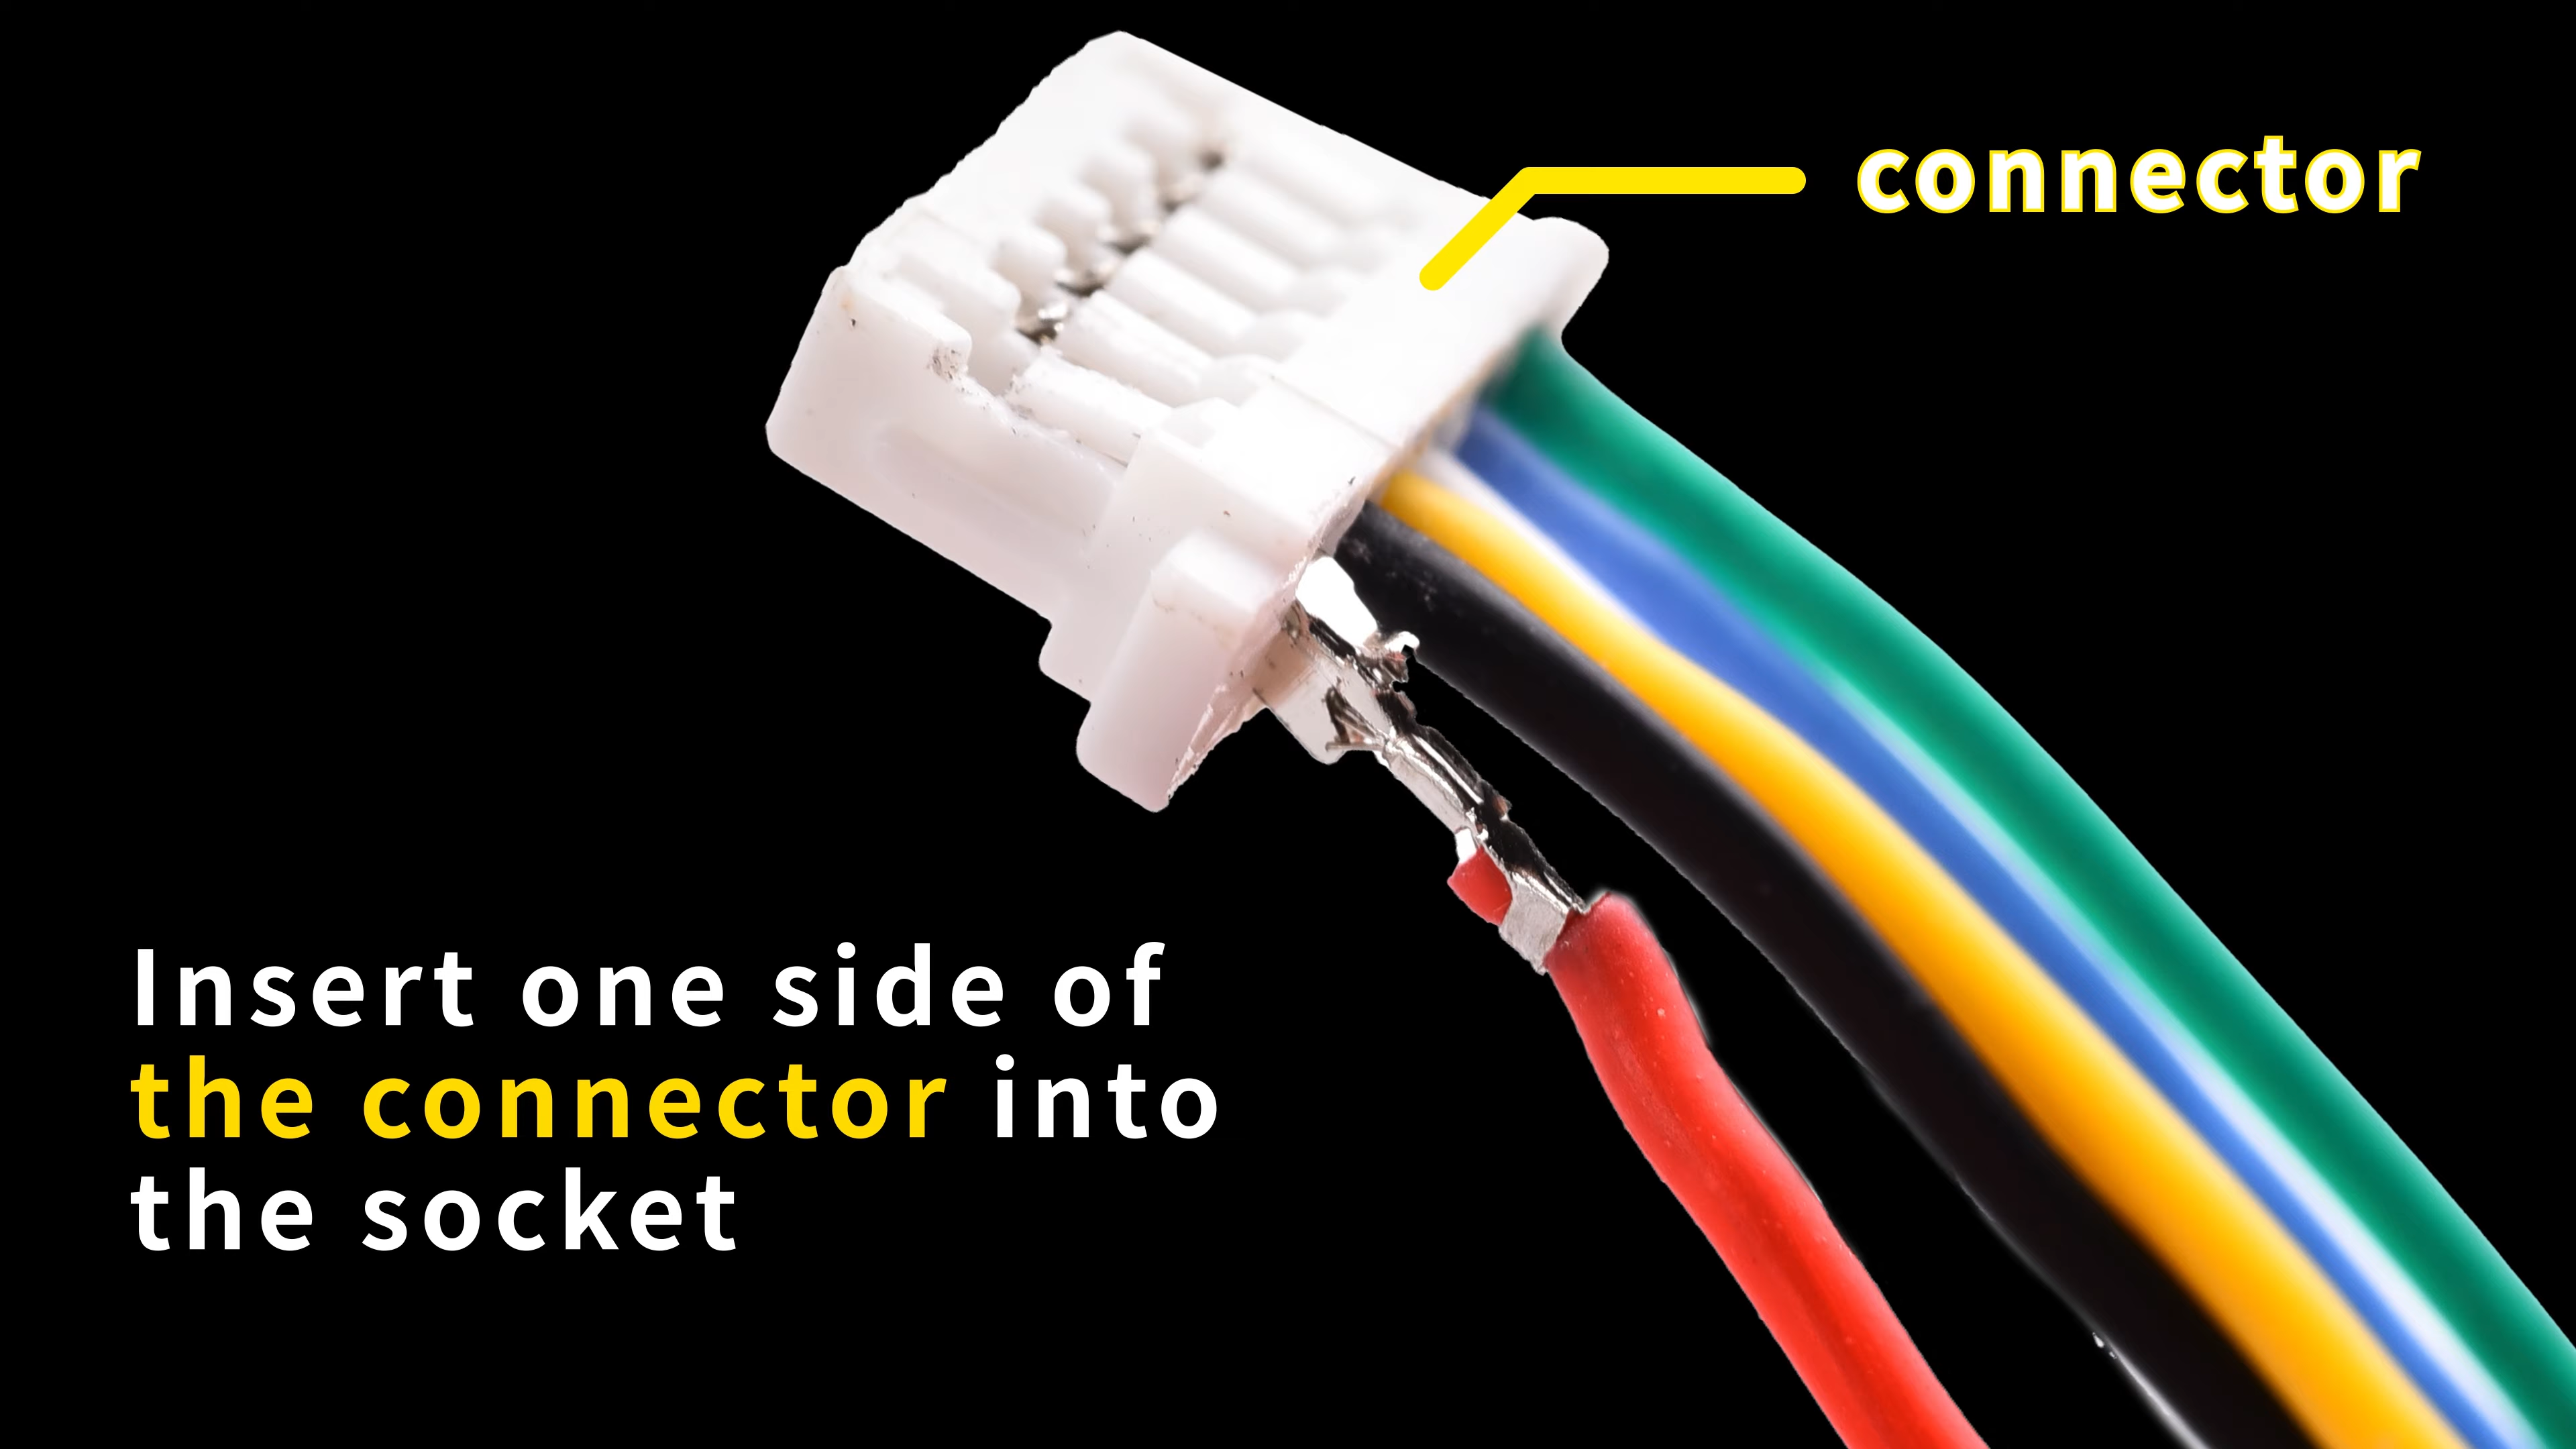 connector
Insert one side of
the connector into
the socket